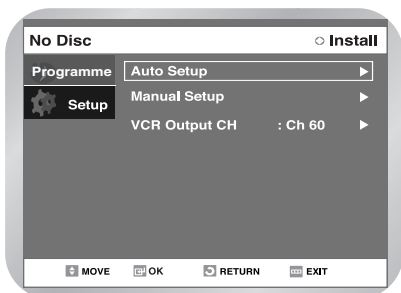 No Disc Install
Programme Auto Setup
Setup Manual Setup
VCR Output CH : Ch 60
MOVE OK RETURN EXIT